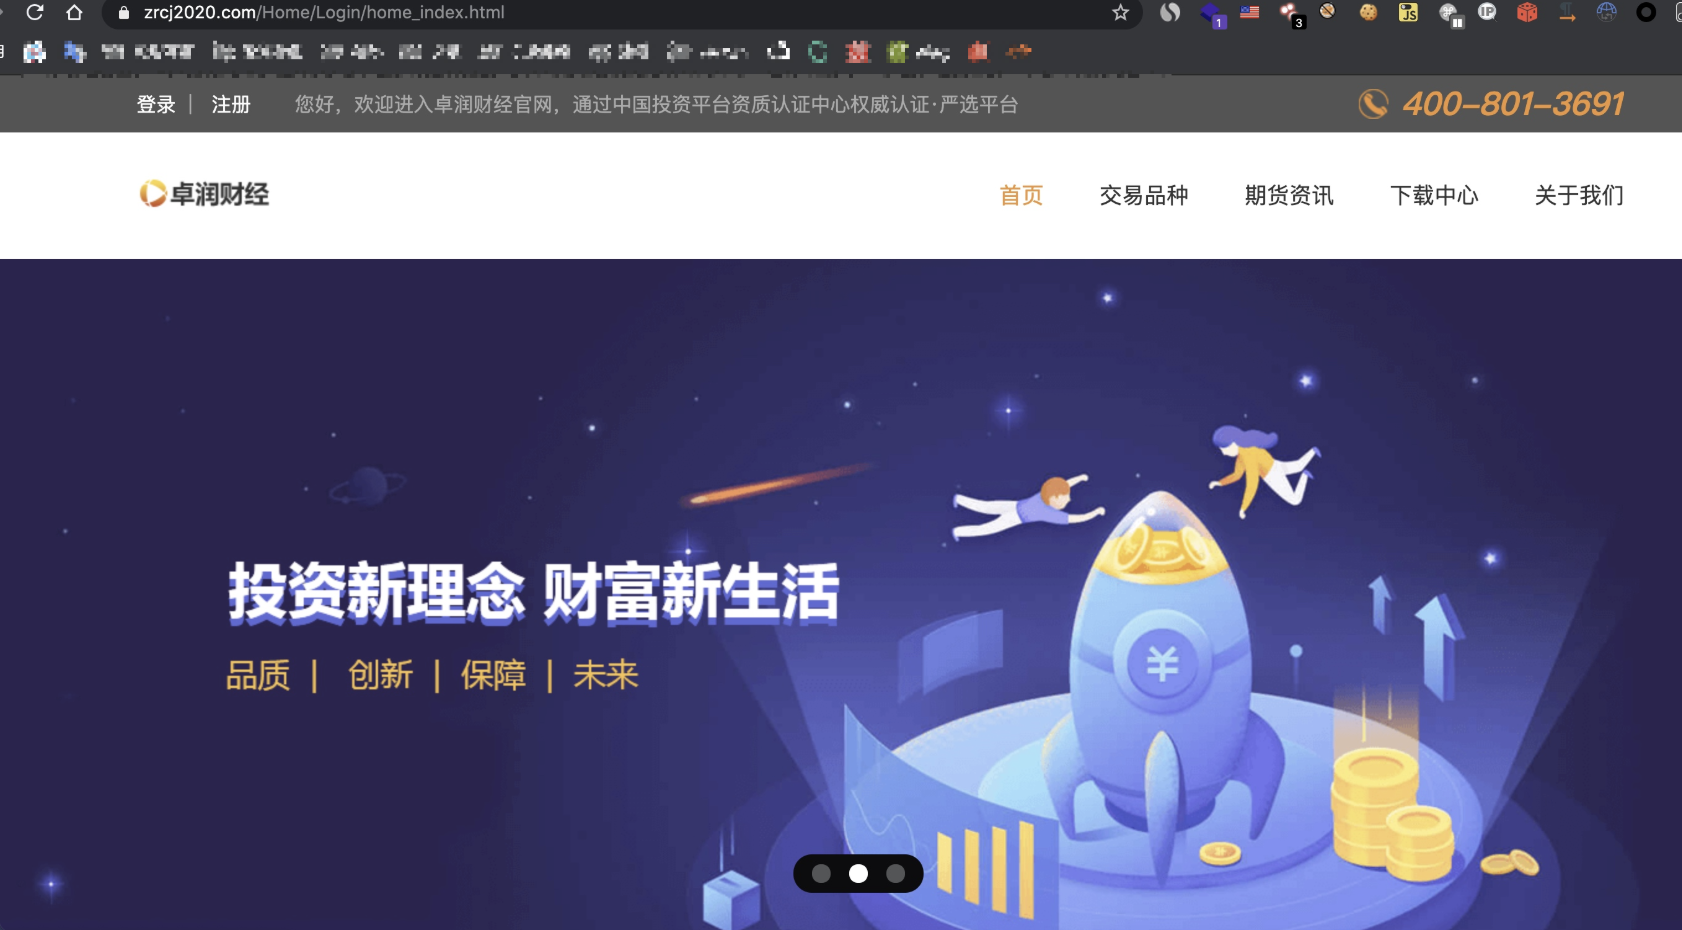 zrcj2020.com/Home/Login/home_index.html
登录 | 注册 您好，欢迎进入卓润财经官网，通过中国投资平台资质认证中心权威认证·严选平台 400-801-3691
卓润财经 首页 交易品种 期货资讯 下载中心 关于我们
投资新理念 财富新生活
品质 | 创新 | 保障 | 未来
¥